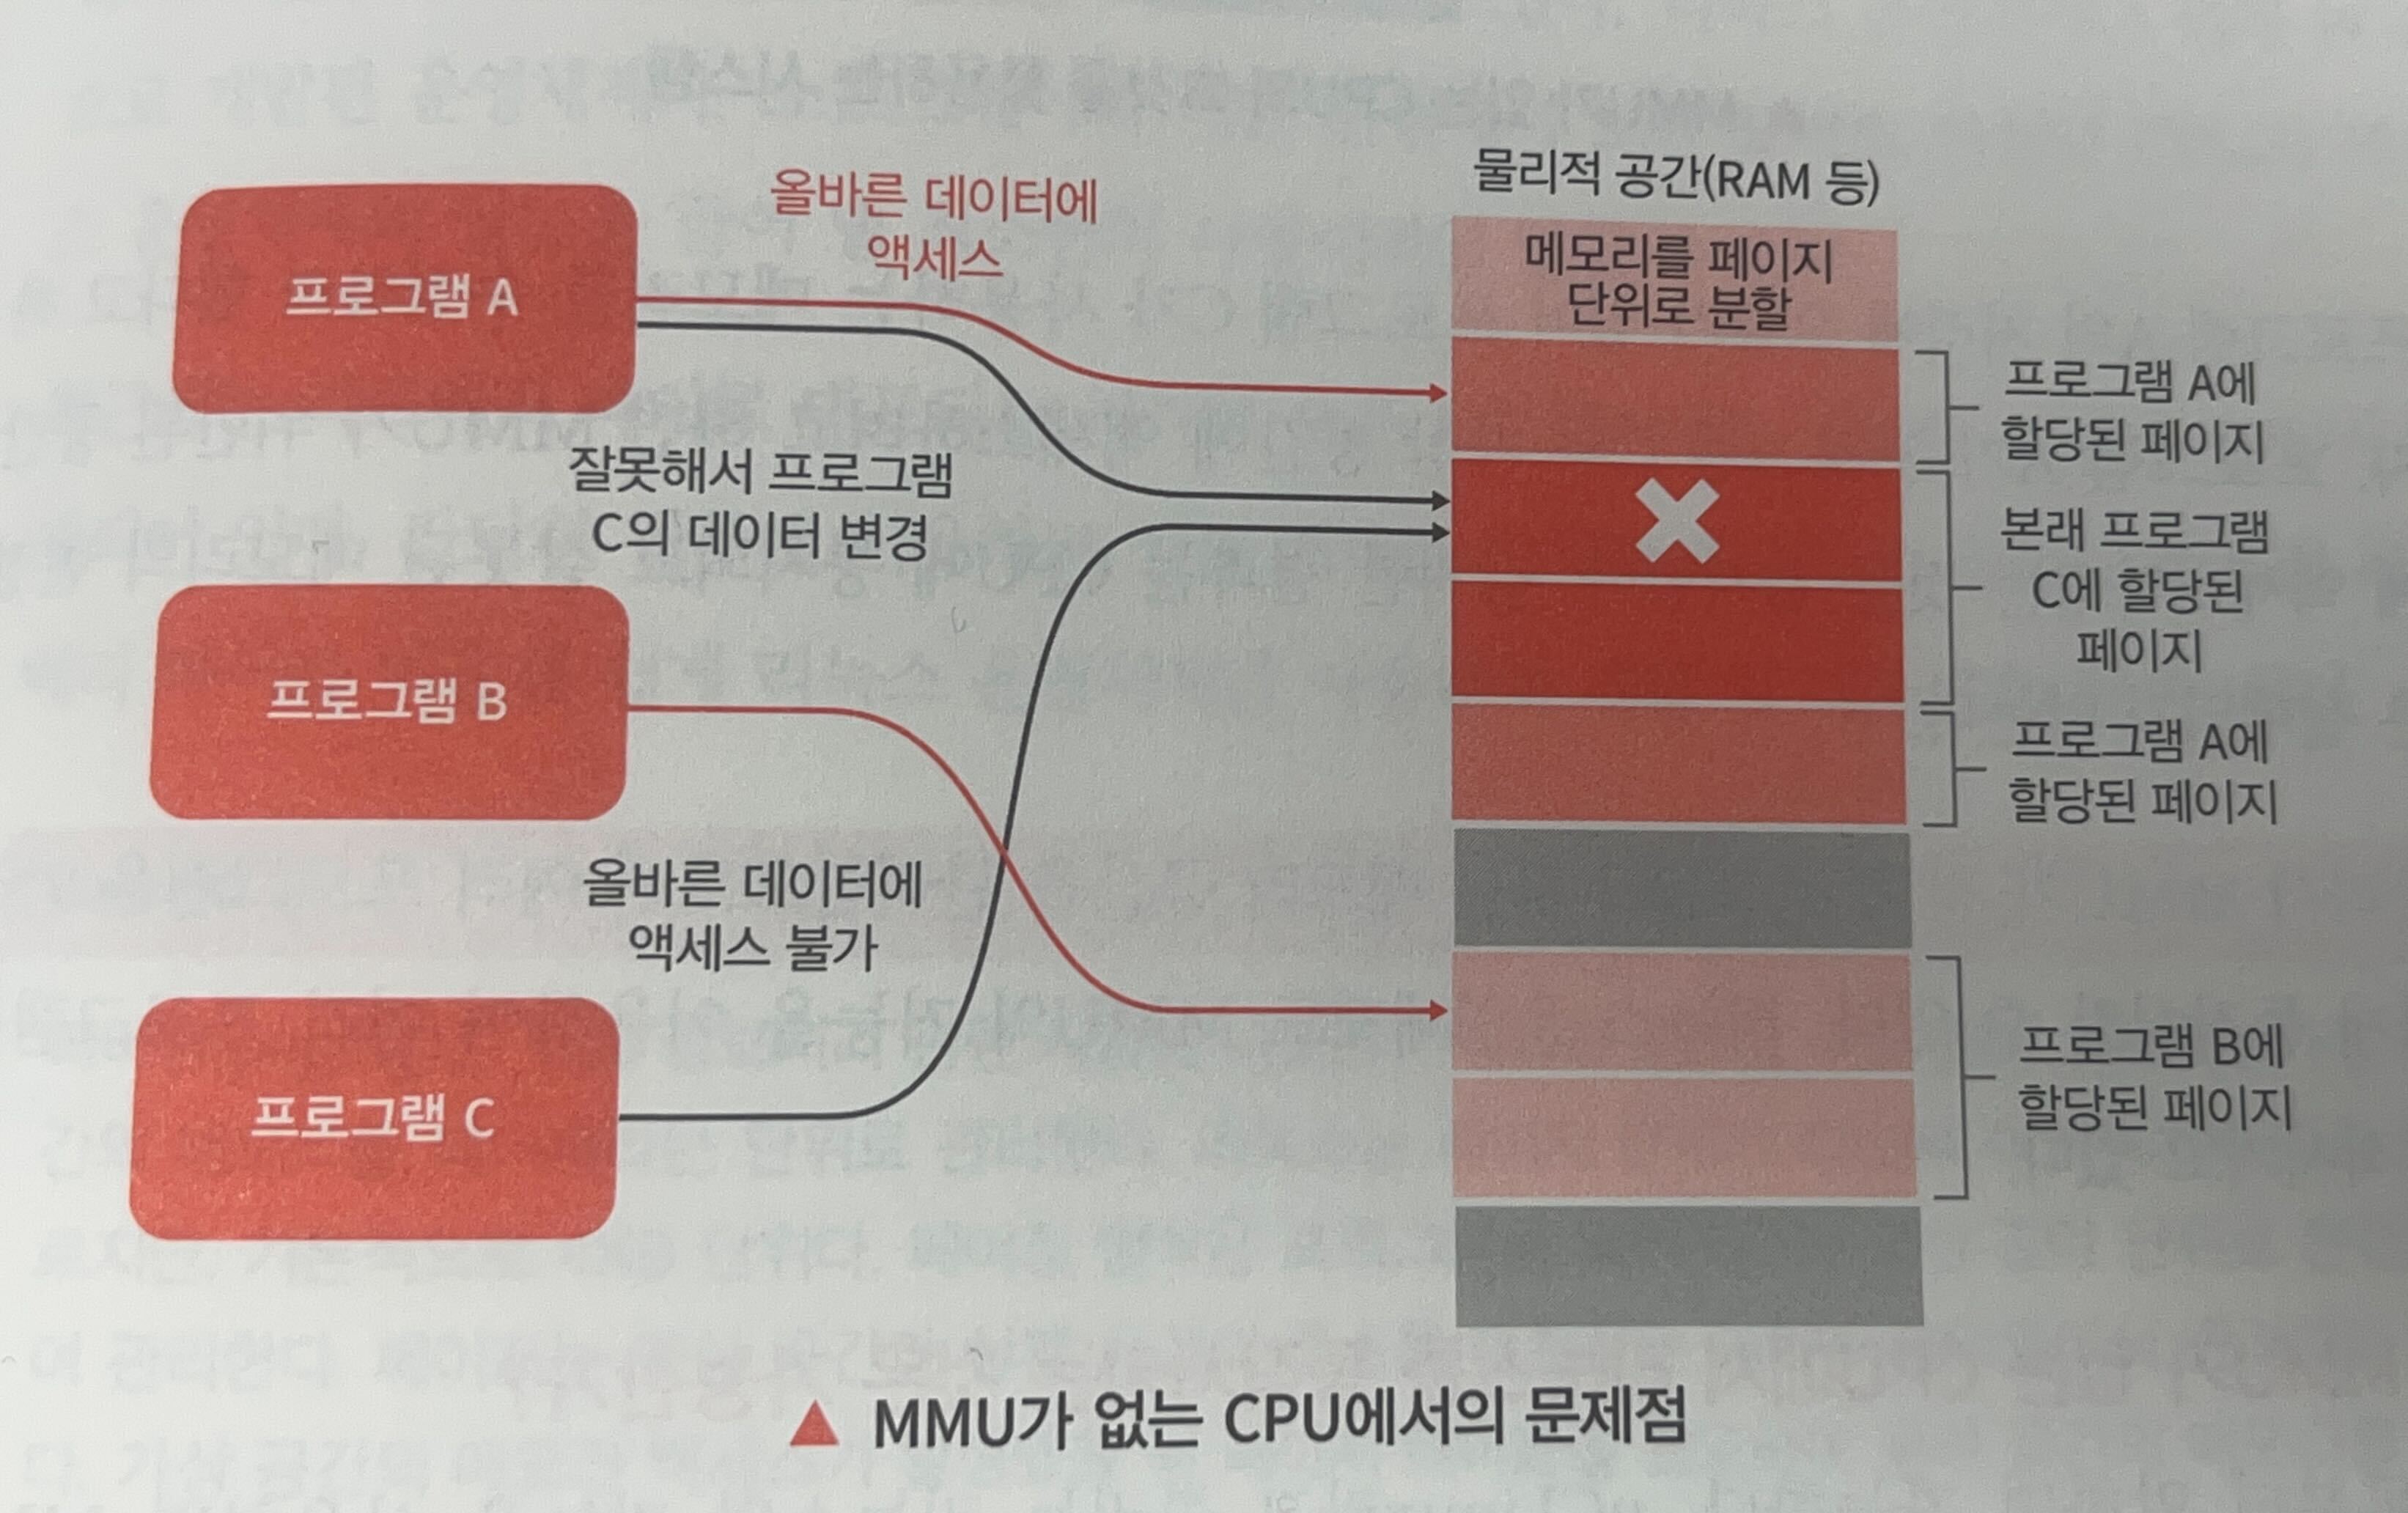 물리적 공간(RAM 등)
메모리를 페이지
단위로 분할
프로그램 A
올바른 데이터에
액세스
잘못해서 프로그램
C의 데이터 변경
프로그램 B
올바른 데이터에
액세스 불가
프로그램 C
프로그램 A에
할당된 페이지
본래 프로그램
C에 할당된
페이지
프로그램 A에
할당된 페이지
프로그램 B에
할당된 페이지
▲ MMU가 없는 CPU에서의 문제점